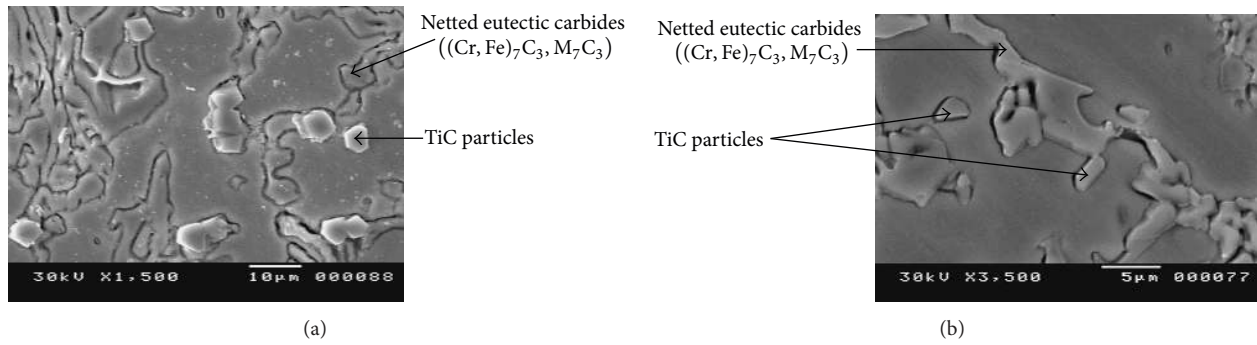 Netted eutectic carbides
((Cr, Fe)₇C₃, M₇C₃)
TiC particles
30kV X1,500 10μm 000088
(a)
Netted eutectic carbides
((Cr, Fe)₇C₃, M₇C₃)
TiC particles
30kV X3,500 5μm 000077
(b)